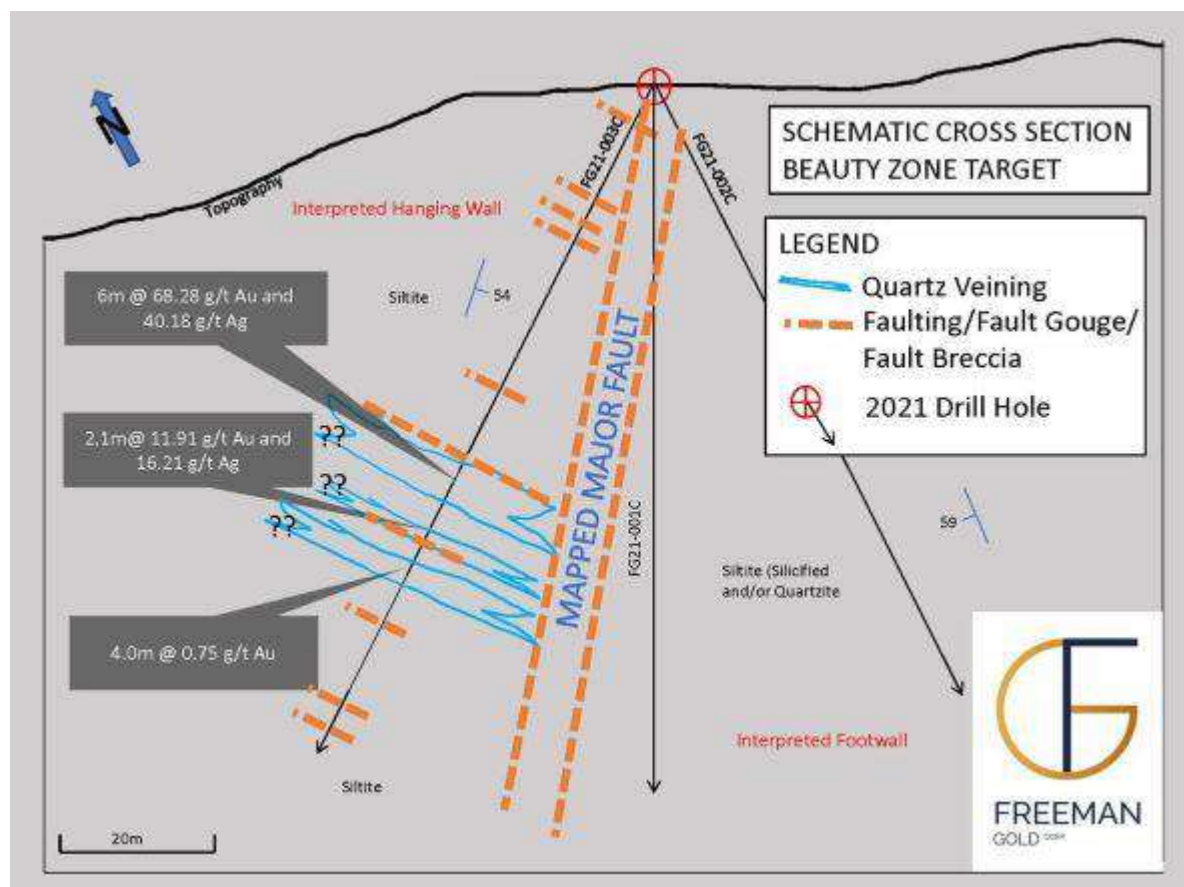 N
SCHEMATIC CROSS SECTION
BEAUTY ZONE TARGET
Topography
FG21-003C
FG21-002C
Interpreted Hanging Wall
LEGEND
Quartz Veining
Faulting/Fault Gouge/
Fault Breccia
2021 Drill Hole
6m @ 68.28 g/t Au and
40.18 g/t Ag
Siltite
54
MAPPED MAJOR FAULT
??
2.1m@ 11.91 g/t Au and
16.21 g/t Ag
??
??
FG21-001C
59
Siltite (Silicified
and/or Quartzite
4.0m @ 0.75 g/t Au
Interpreted Footwall
Siltite
20m
FREEMAN
GOLD CORP